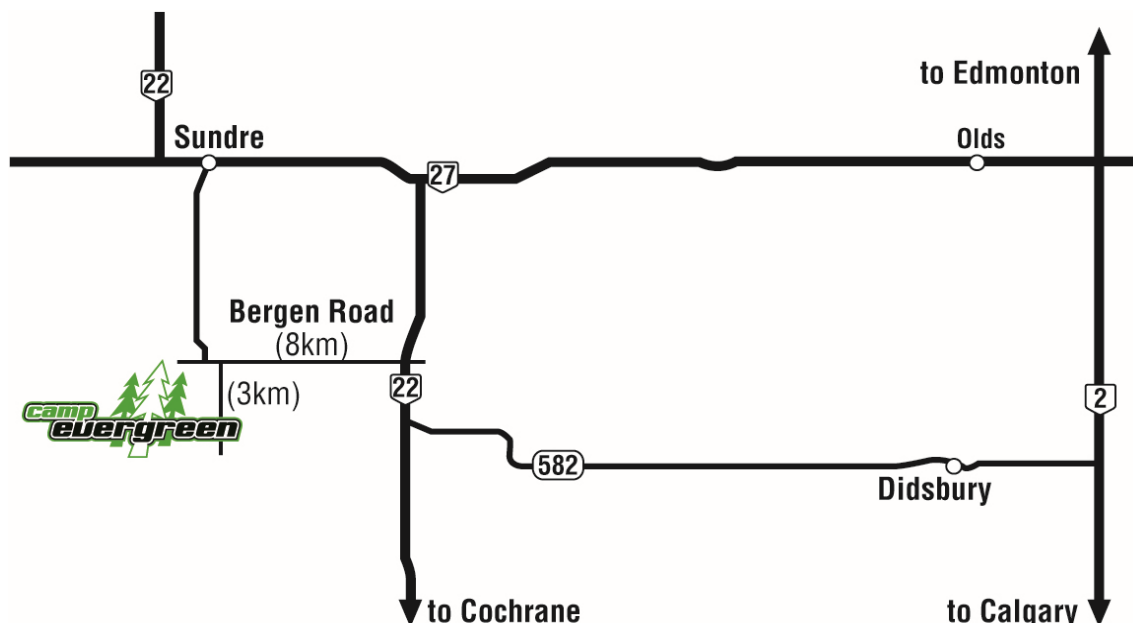 22
to Edmonton
Sundre
Olds
27
Bergen Road
(8km)
(3km)
22
camp
evergreen
2
582
Didsbury
to Cochrane
to Calgary